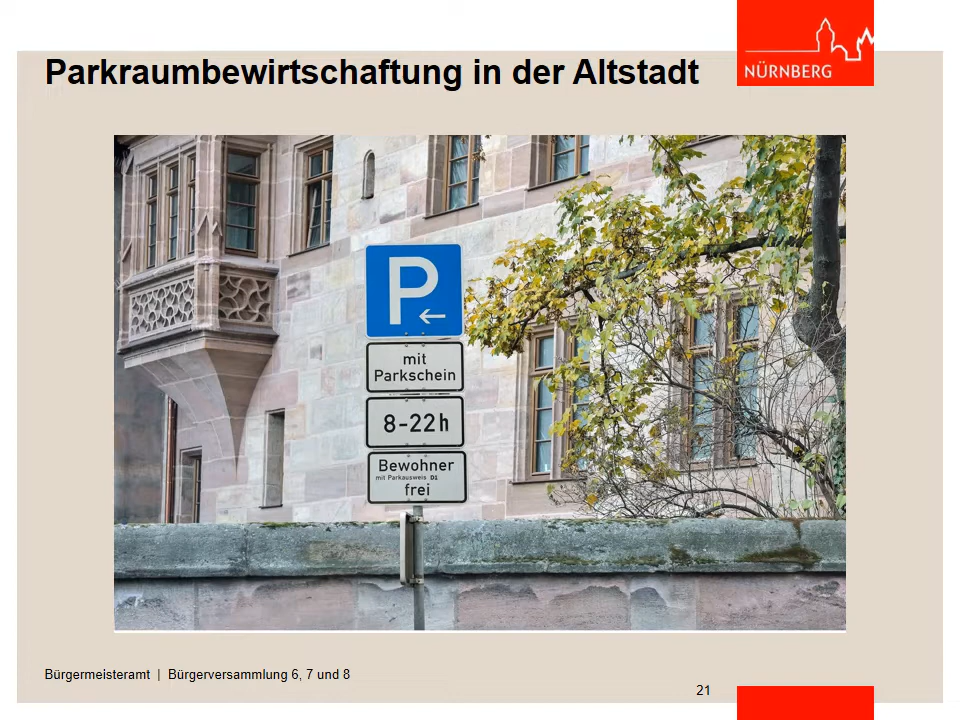 Parkraumbewirtschaftung in der Altstadt
NÜRNBERG
P
mit
Parkschein
8-22h
Bewohner
mit Parkausweis D1
frei
Bürgermeisteramt | Bürgerversammlung 6, 7 und 8
21